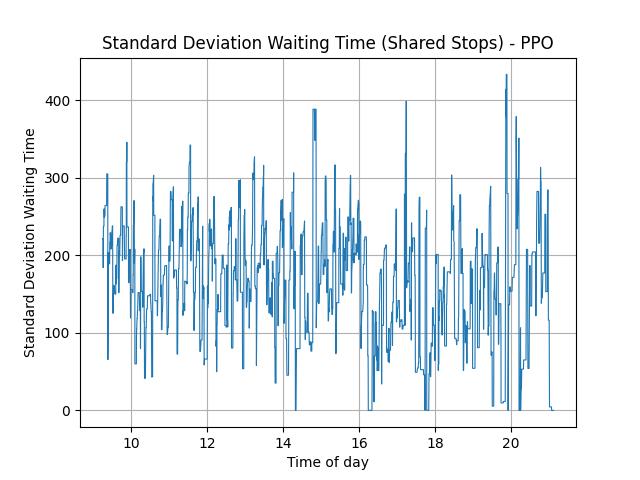 Standard Deviation Waiting Time (Shared Stops) - PPO
Standard Deviation Waiting Time
400
300
200
100
0
10 12 14 16 18 20
Time of day